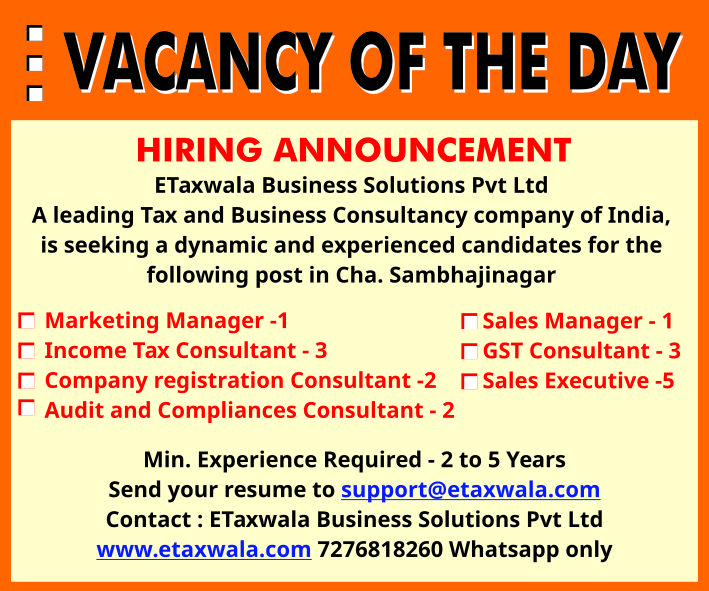 VACANCY OF THE DAY
HIRING ANNOUNCEMENT
ETaxwala Business Solutions Pvt Ltd
A leading Tax and Business Consultancy company of India,
is seeking a dynamic and experienced candidates for the
following post in Cha. Sambhajinagar
Marketing Manager -1
Income Tax Consultant - 3
Company registration Consultant -2
Audit and Compliances Consultant - 2
Sales Manager - 1
GST Consultant - 3
Sales Executive -5
Min. Experience Required - 2 to 5 Years
Send your resume to support@etaxwala.com
Contact : ETaxwala Business Solutions Pvt Ltd
www.etaxwala.com 7276818260 Whatsapp only